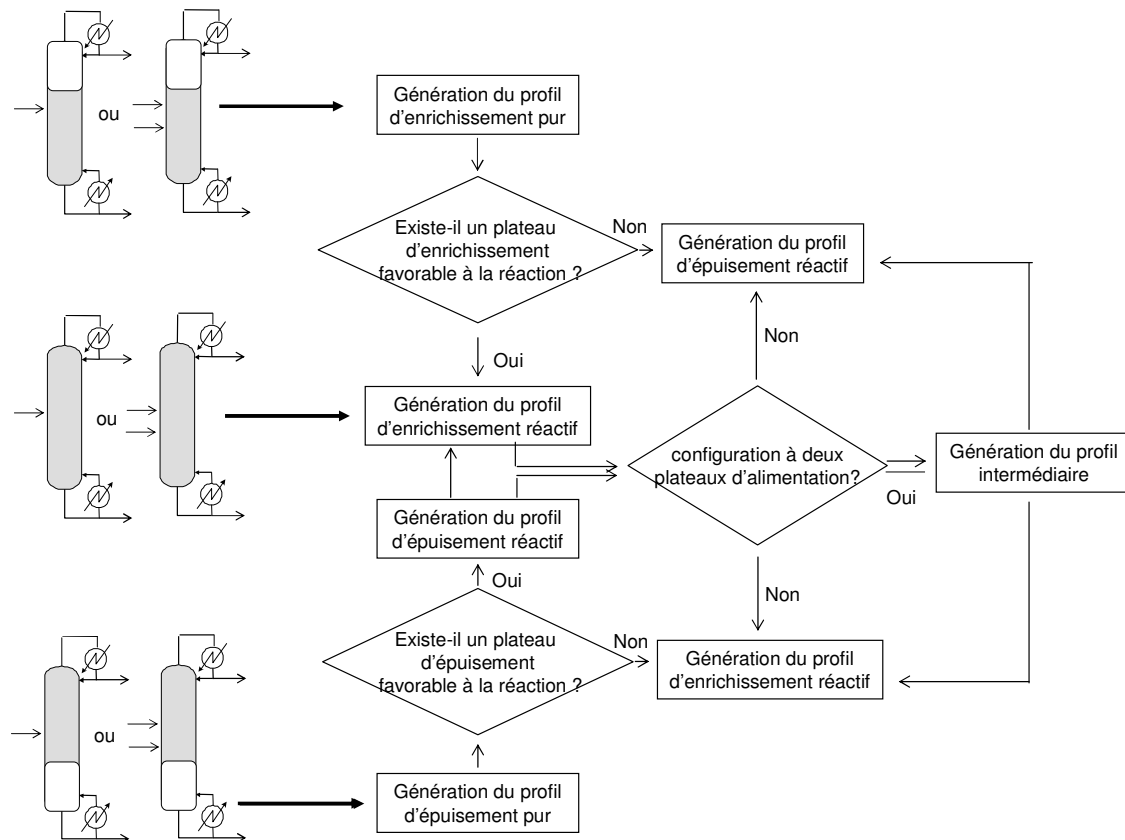 Génération du profil
d'enrichissement pur
ou
Existe-il un plateau
d'enrichissement
favorable à la réaction ?
Non
Génération du profil
d'épuisement réactif
Oui
Non
Génération du profil
d'enrichissement réactif
ou
configuration à deux
plateaux d'alimentation?
Oui
Génération du profil
intermédiaire
Génération du profil
d'épuisement réactif
Oui
Non
Existe-il un plateau
d'épuisement
favorable à la réaction ?
Non
Génération du profil
d'enrichissement réactif
ou
Génération du profil
d'épuisement pur